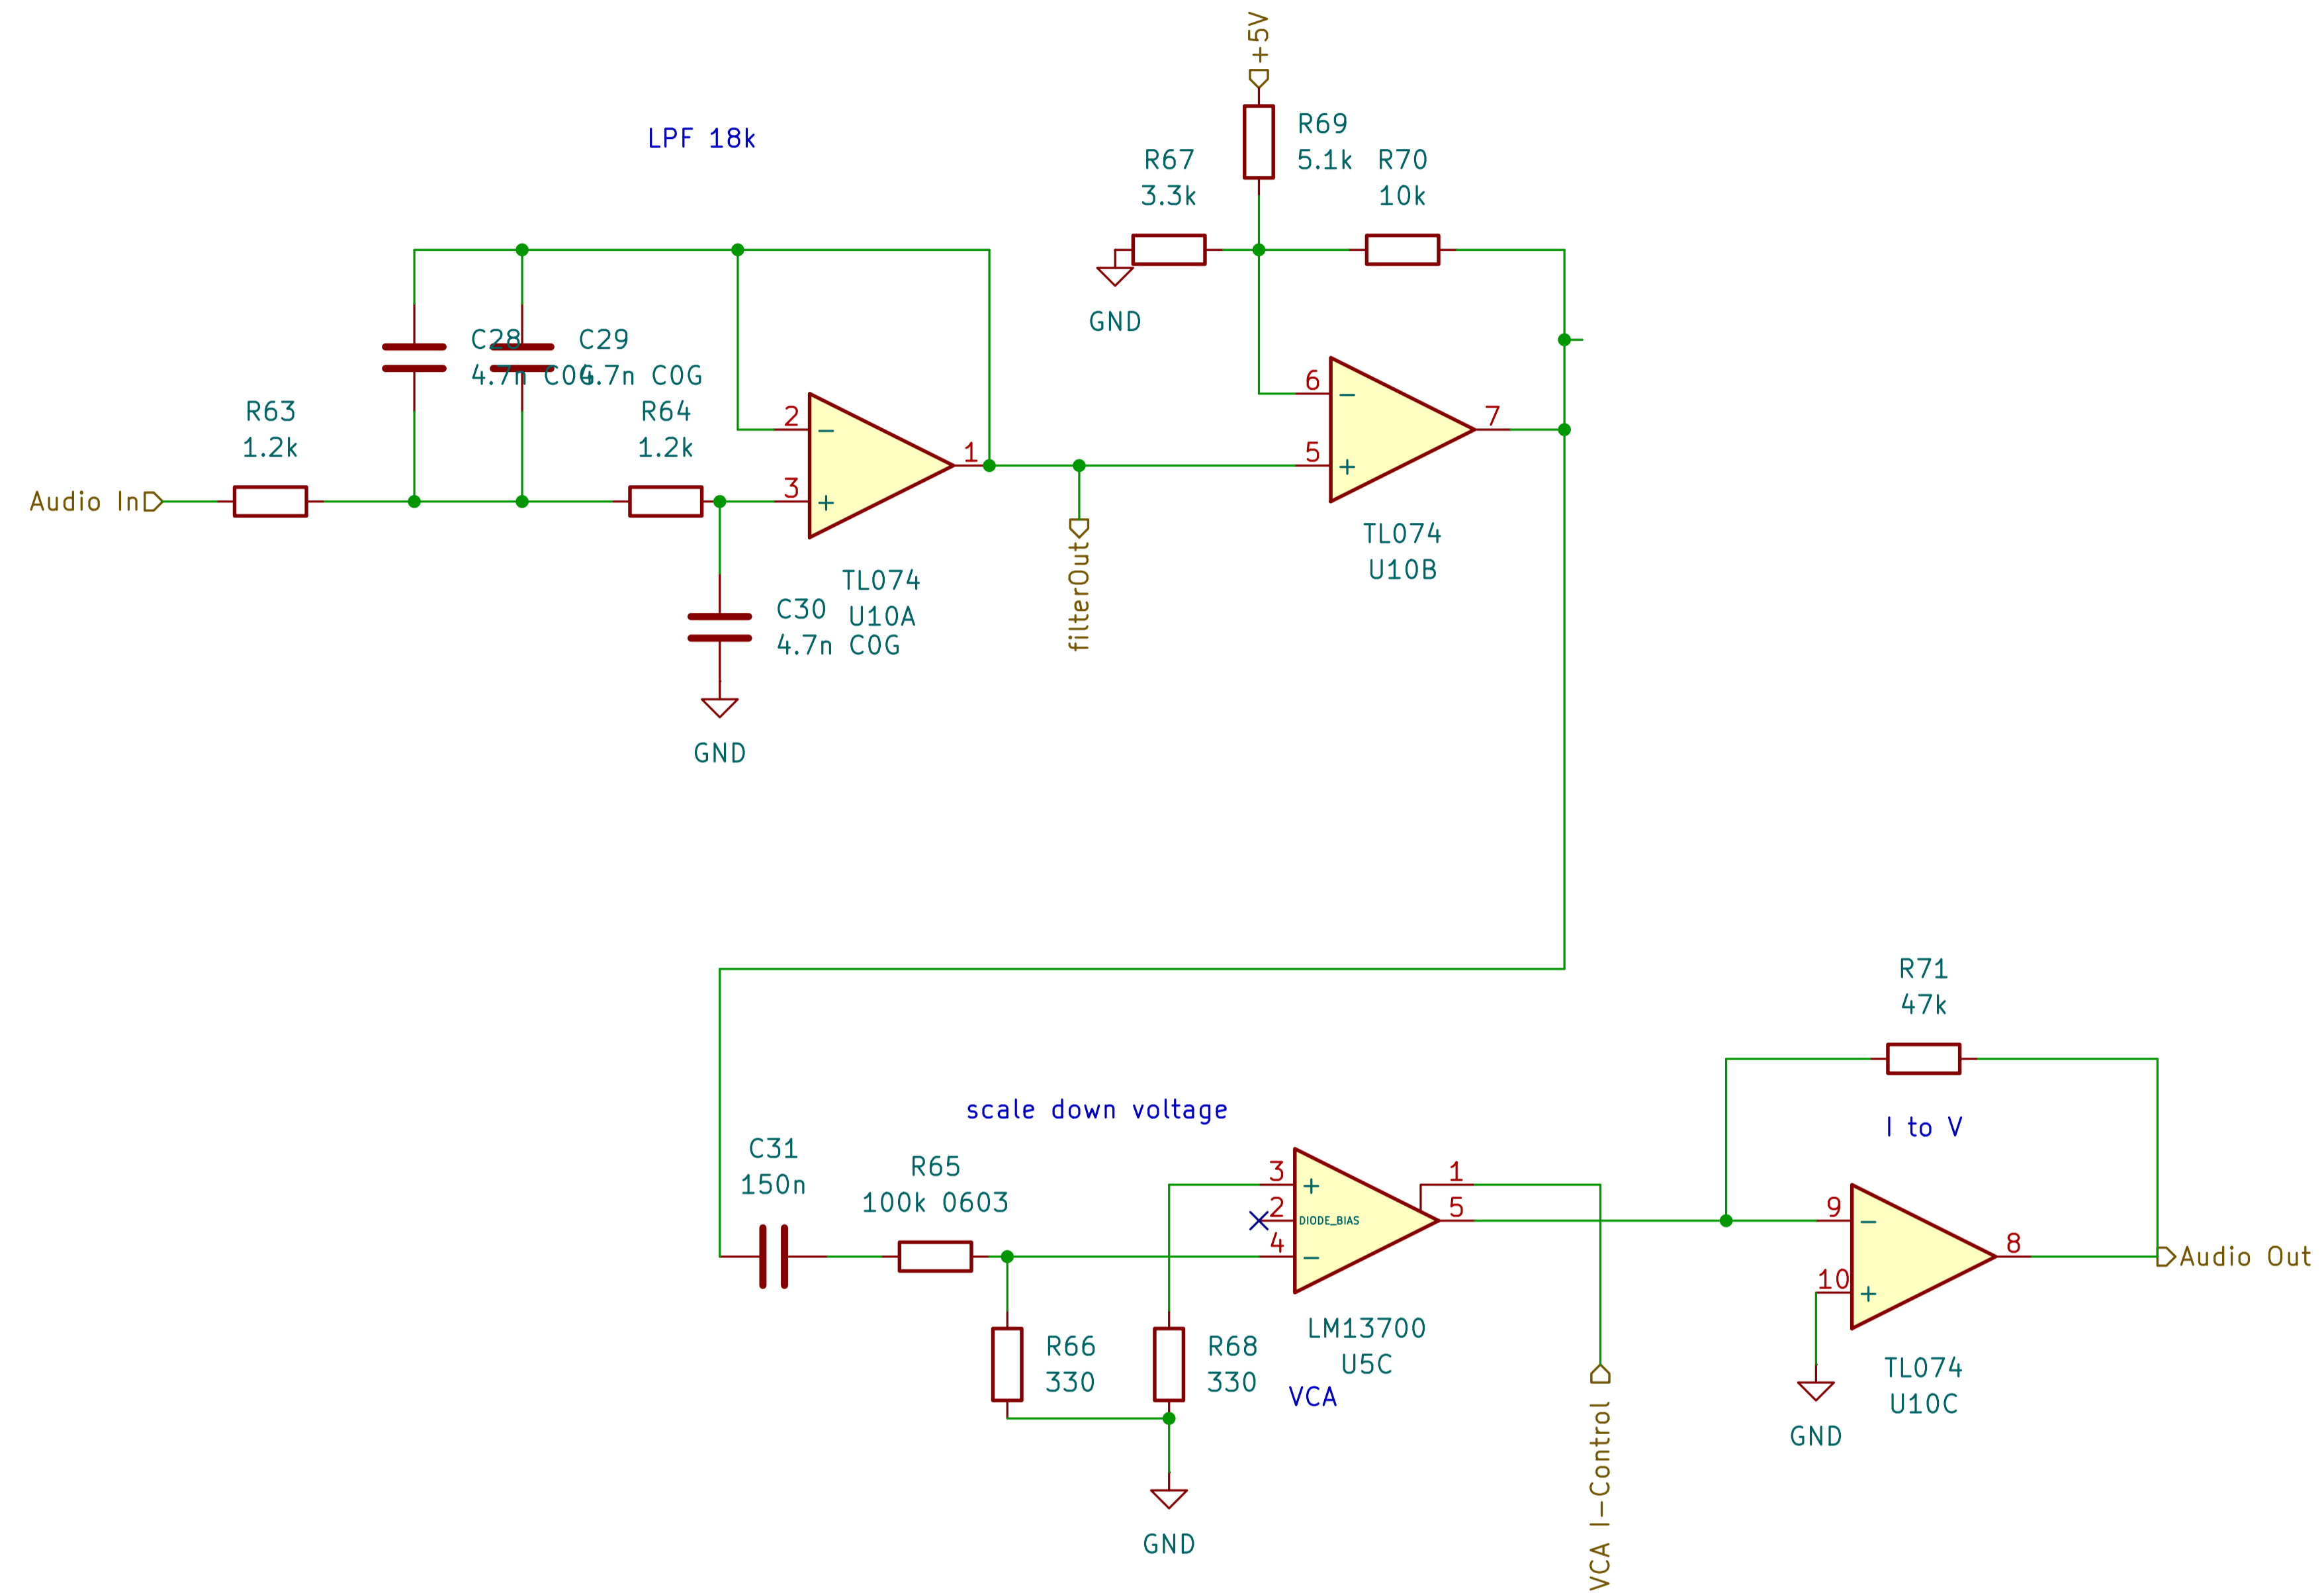 +5V
LPF 18k
R69
5.1k
R67
3.3k
R70
10k
GND
C28
4.7n C0G
C29
4.7n C0G
R63
1.2k
R64
1.2k
2
-
3
+
1
6
-
5
+
7
Audio In
TL074
U10A
TL074
U10B
filterOut
C30
4.7n C0G
GND
R71
47k
scale down voltage
I to V
C31
150n
R65
100k 0603
3
+
2
DIODE_BIAS
4
-
1
5
9
-
10
+
8
Audio Out
R66
330
R68
330
LM13700
U5C
VCA
TL074
U10C
GND
VCA I-Control
GND